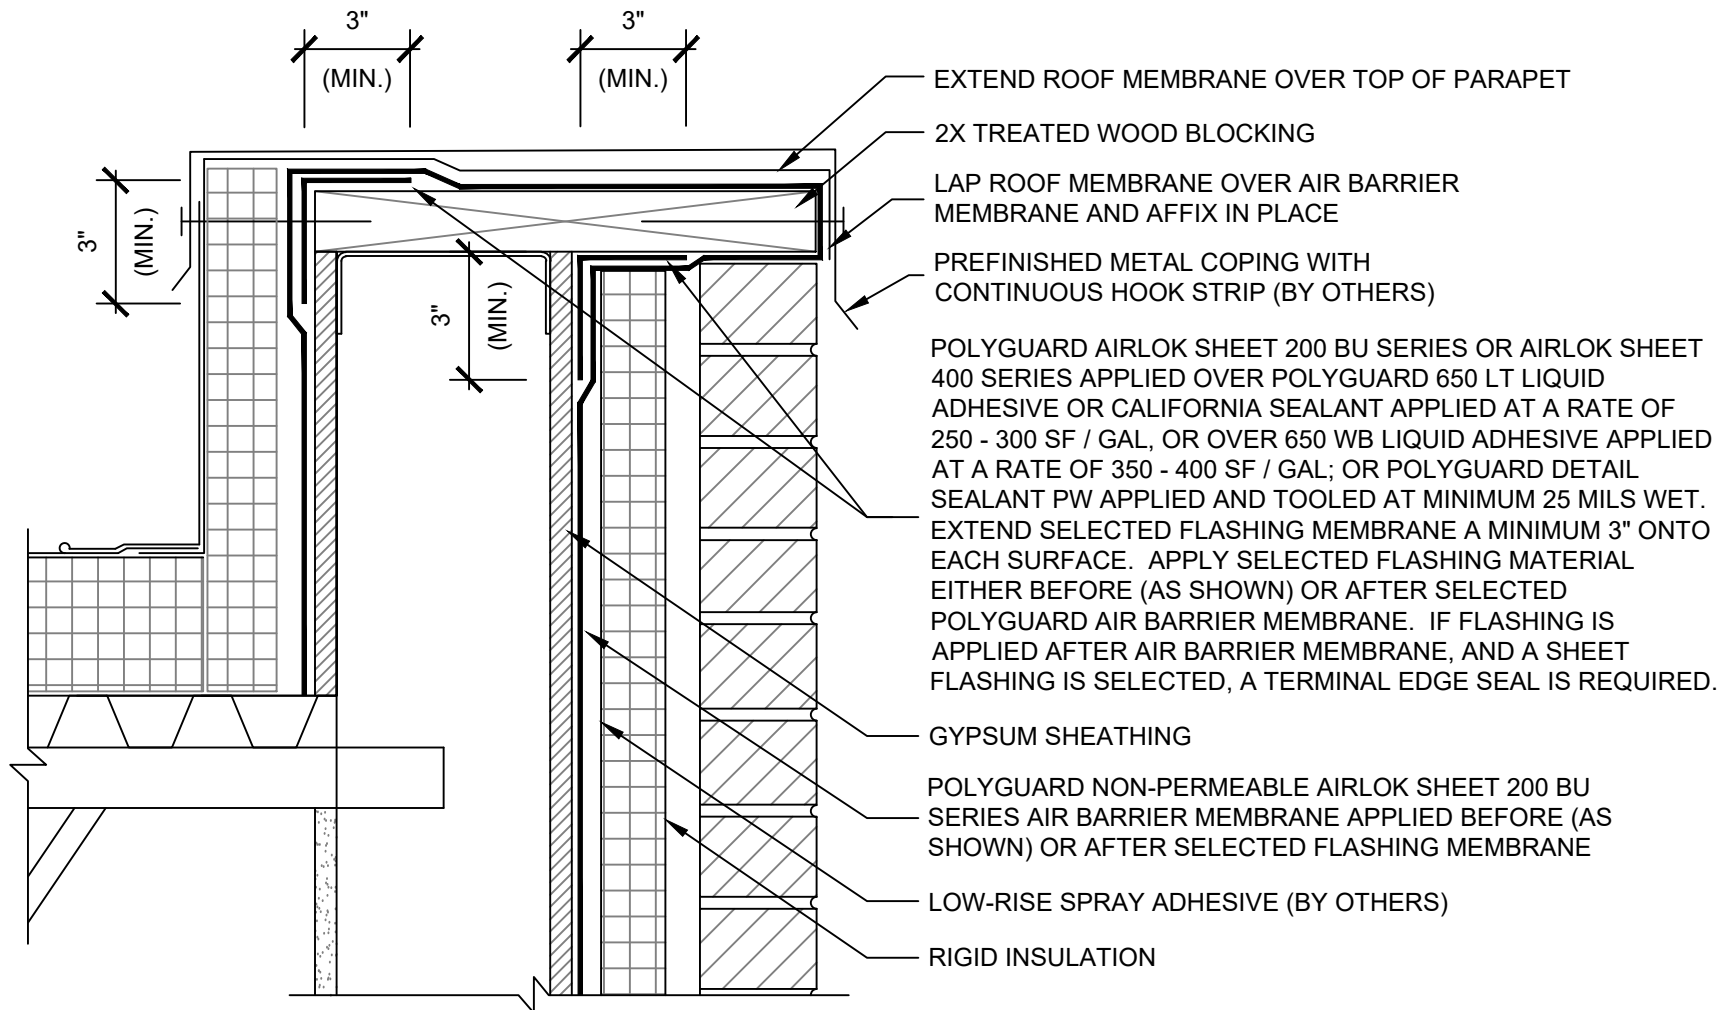 3"
(MIN.)
3"
(MIN.)
3"
(MIN.)
3"
(MIN.)
EXTEND ROOF MEMBRANE OVER TOP OF PARAPET
2X TREATED WOOD BLOCKING
LAP ROOF MEMBRANE OVER AIR BARRIER
MEMBRANE AND AFFIX IN PLACE
PREFINISHED METAL COPING WITH
CONTINUOUS HOOK STRIP (BY OTHERS)
POLYGUARD AIRLOK SHEET 200 BU SERIES OR AIRLOK SHEET
400 SERIES APPLIED OVER POLYGUARD 650 LT LIQUID
ADHESIVE OR CALIFORNIA SEALANT APPLIED AT A RATE OF
250 - 300 SF / GAL, OR OVER 650 WB LIQUID ADHESIVE APPLIED
AT A RATE OF 350 - 400 SF / GAL; OR POLYGUARD DETAIL
SEALANT PW APPLIED AND TOOLED AT MINIMUM 25 MILS WET.
EXTEND SELECTED FLASHING MEMBRANE A MINIMUM 3" ONTO
EACH SURFACE. APPLY SELECTED FLASHING MATERIAL
EITHER BEFORE (AS SHOWN) OR AFTER SELECTED
POLYGUARD AIR BARRIER MEMBRANE. IF FLASHING IS
APPLIED AFTER AIR BARRIER MEMBRANE, AND A SHEET
FLASHING IS SELECTED, A TERMINAL EDGE SEAL IS REQUIRED.
GYPSUM SHEATHING
POLYGUARD NON-PERMEABLE AIRLOK SHEET 200 BU
SERIES AIR BARRIER MEMBRANE APPLIED BEFORE (AS
SHOWN) OR AFTER SELECTED FLASHING MEMBRANE
LOW-RISE SPRAY ADHESIVE (BY OTHERS)
RIGID INSULATION